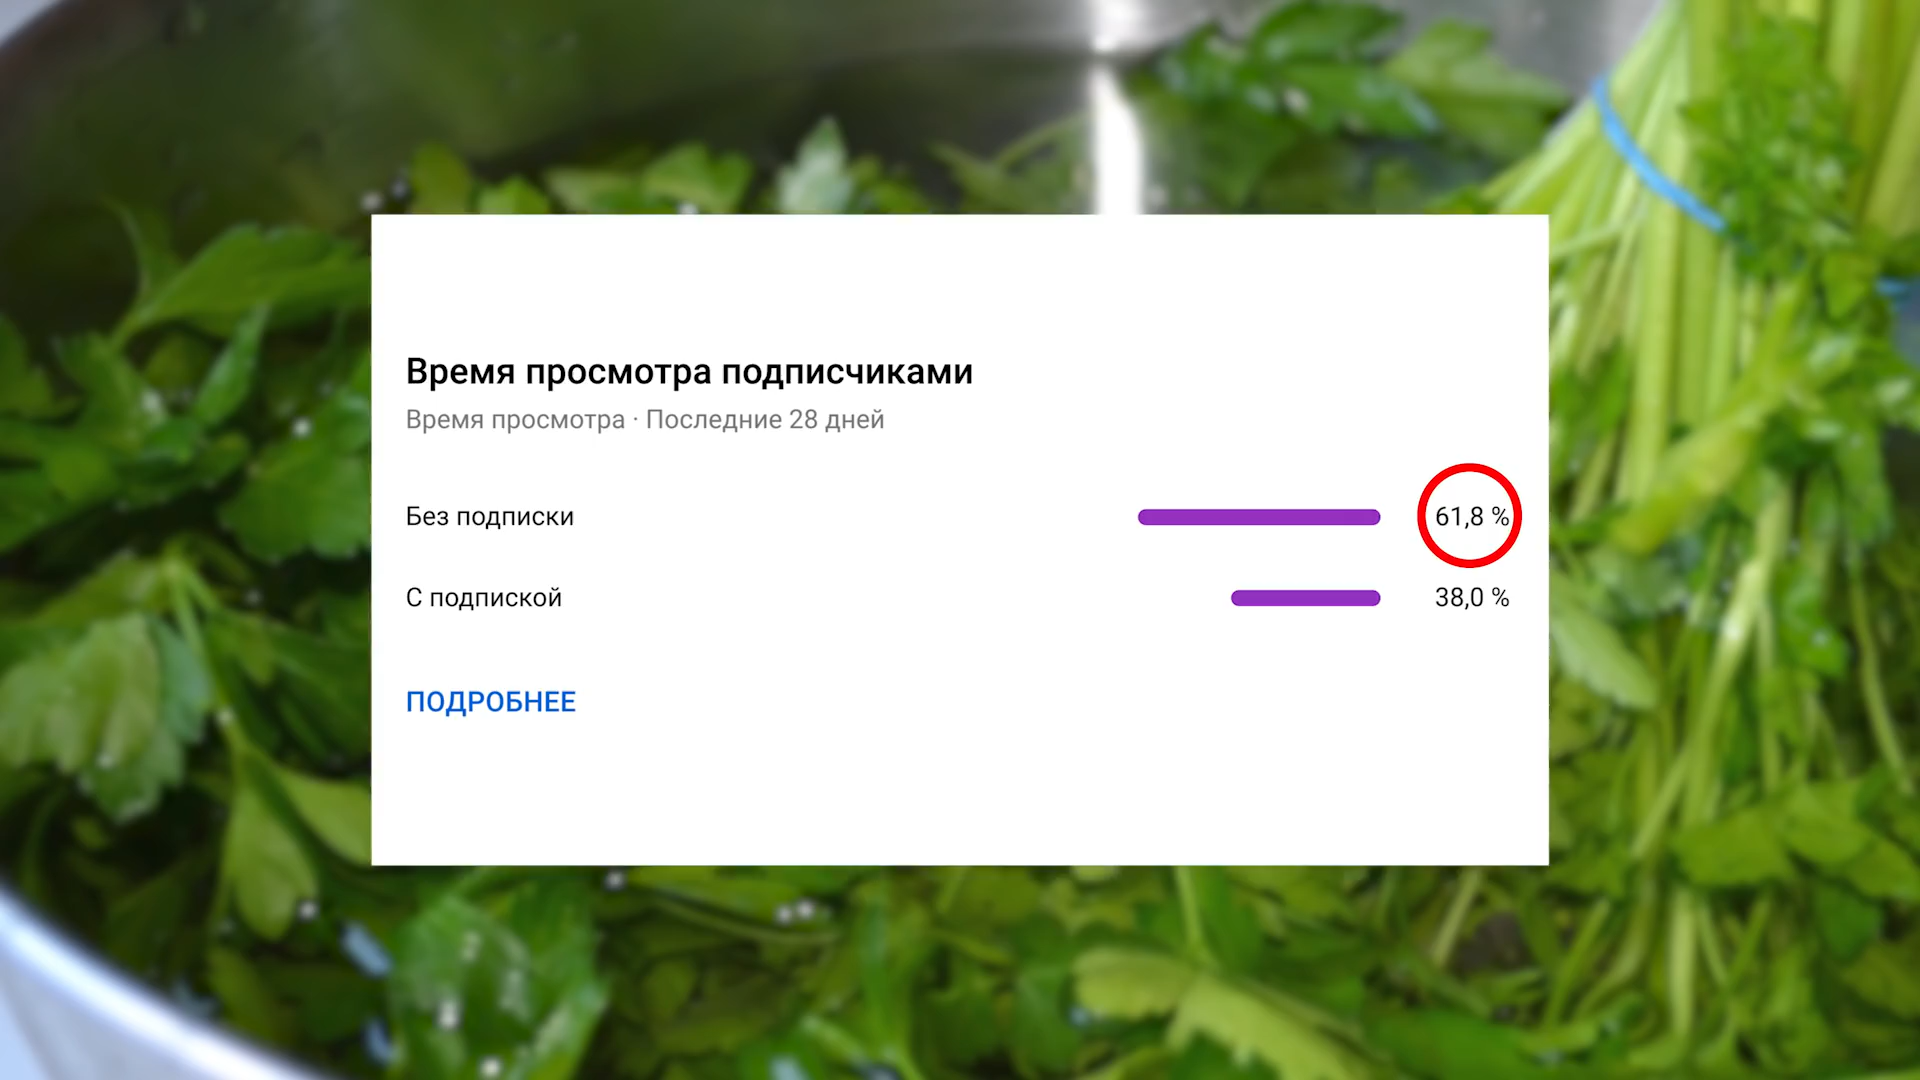 Время просмотра подписчиками
Время просмотра · Последние 28 дней
Без подписки 61,8 %
С подпиской 38,0 %
ПОДРОБНЕЕ